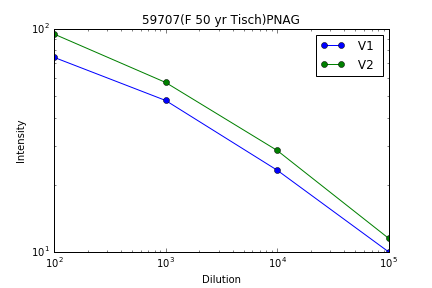 59707(F 50 yr Tisch)PNAG
10²
V1
V2
Intensity
10¹
10² 10³ 10⁴ 10⁵
Dilution